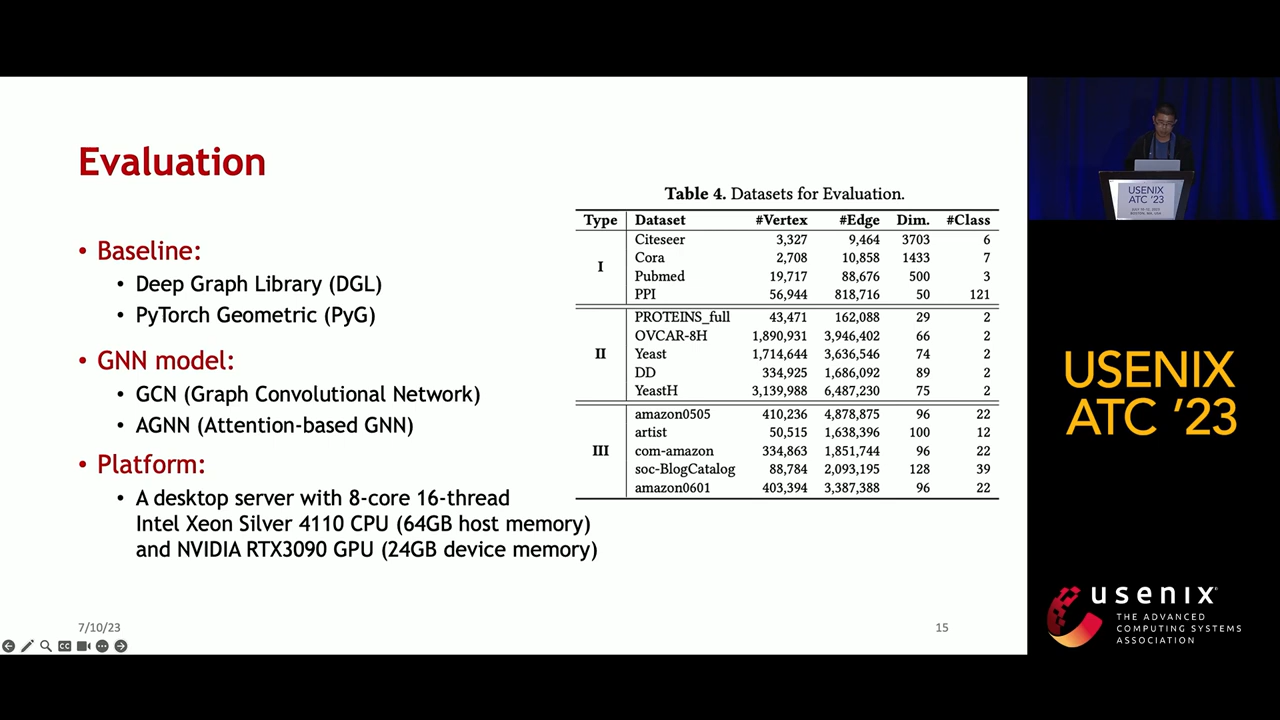 Evaluation
• Baseline:
• Deep Graph Library (DGL)
• PyTorch Geometric (PyG)
• GNN model:
• GCN (Graph Convolutional Network)
• AGNN (Attention-based GNN)
• Platform:
• A desktop server with 8-core 16-thread
Intel Xeon Silver 4110 CPU (64GB host memory)
and NVIDIA RTX3090 GPU (24GB device memory)
Table 4. Datasets for Evaluation.
Type Dataset #Vertex #Edge Dim. #Class
I
Citeseer 3,327 9,464 3703 6
Cora 2,708 10,858 1433 7
Pubmed 19,717 88,676 500 3
PPI 56,944 818,716 50 121
II
PROTEINS_full 43,471 162,088 29 2
OVCAR-8H 1,890,931 3,946,402 66 2
Yeast 1,714,644 3,636,546 74 2
DD 334,925 1,686,092 89 2
YeastH 3,139,988 6,487,230 75 2
III
amazon0505 410,236 4,878,875 96 22
artist 50,515 1,638,396 100 12
com-amazon 334,863 1,851,744 96 22
soc-BlogCatalog 88,784 2,093,195 128 39
amazon0601 403,394 3,387,388 96 22
7/10/23
15
USENIX
ATC '23
USENIX
ATC '23
usenix
THE ADVANCED
COMPUTING SYSTEMS
ASSOCIATION